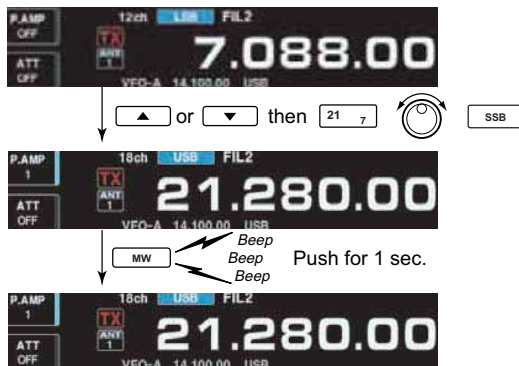 P.AMP OFF 12ch LSB FIL2
TX ANT 1 7.088.00
ATT OFF VFO-A 14.100.00 USB
▲ or ▼ then 21 7 SSB
P.AMP 1 18ch USB FIL2
TX ANT 1 21.280.00
ATT OFF VFO-A 14.100.00 USB
MW Beep Beep Beep Push for 1 sec.
P.AMP 1 18ch USB FIL2
TX ANT 1 21.280.00
ATT OFF VFO-A 14.100.00 USB